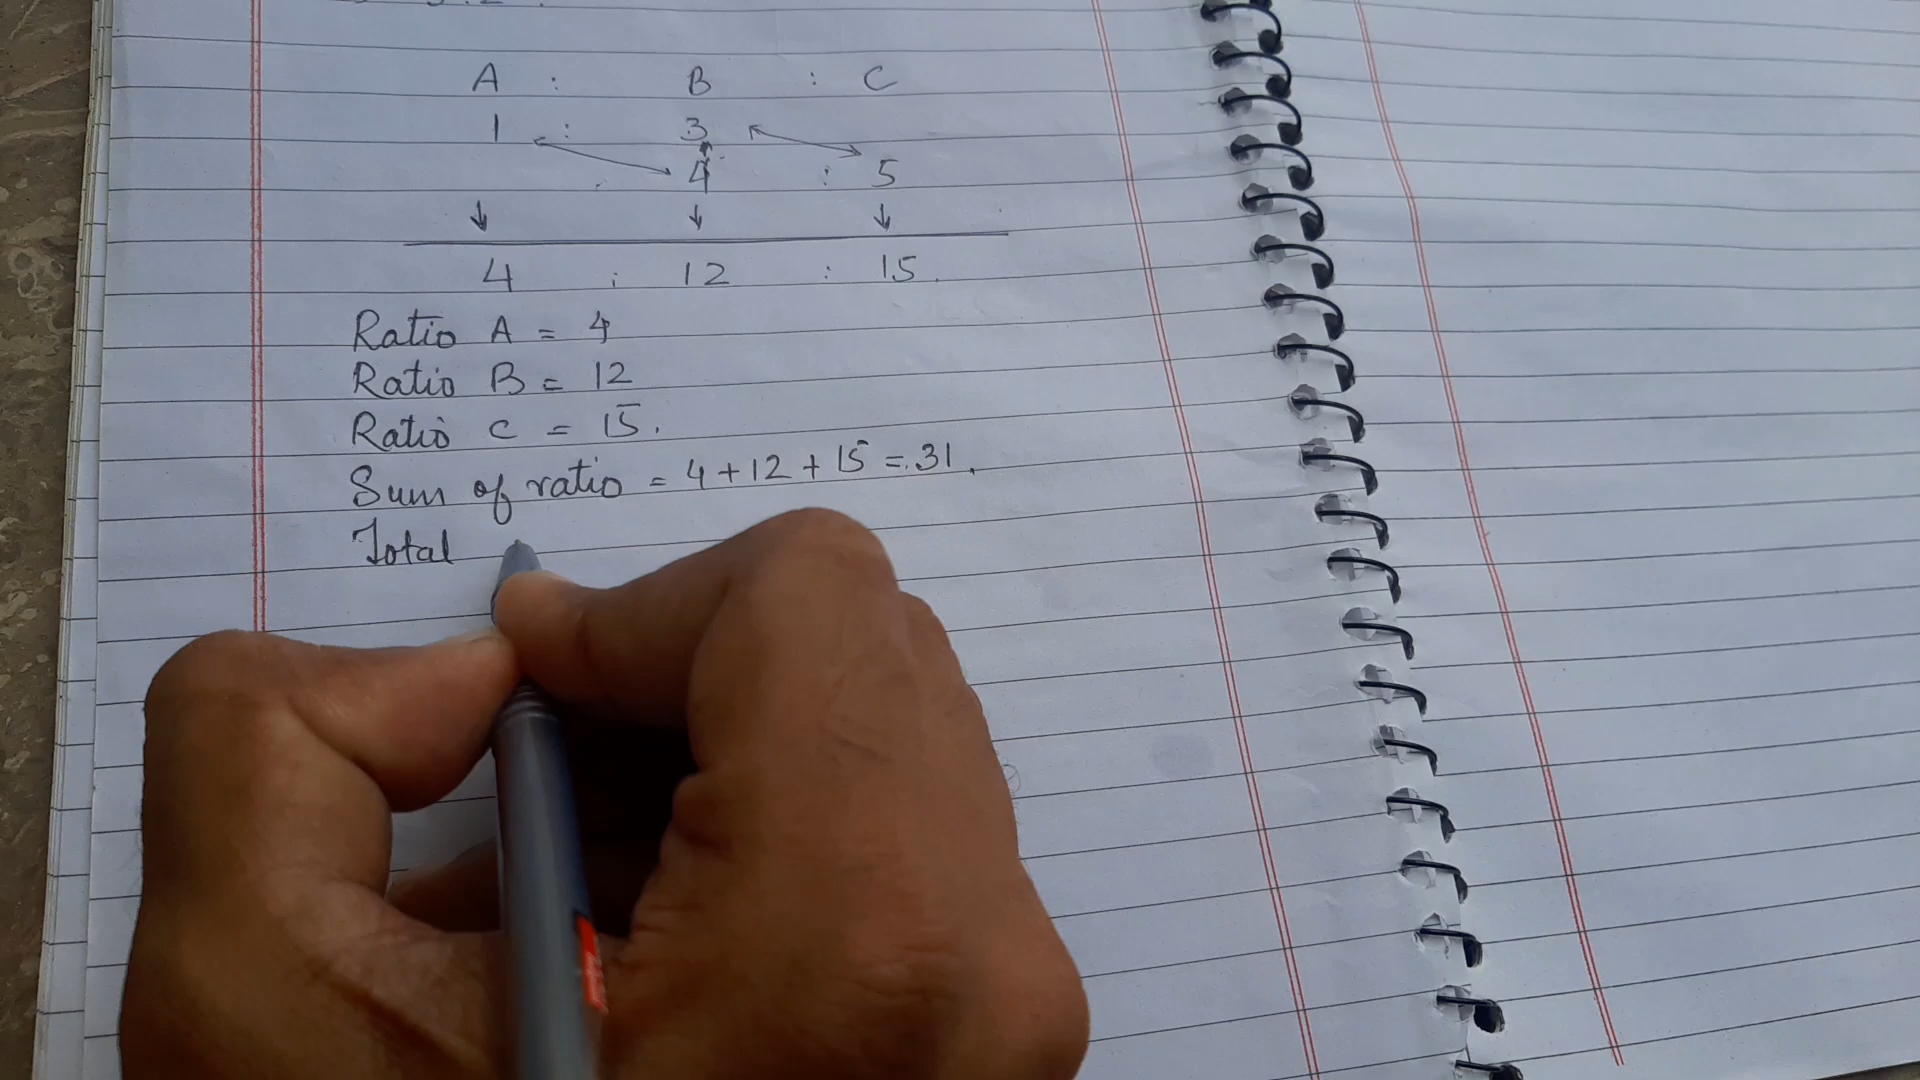 A : B : C
1 : 3
4 : 5
4 : 12 : 15
Ratio A = 4
Ratio B = 12
Ratio C = 15.
Sum of ratio = 4+12+15 = 31.
Total